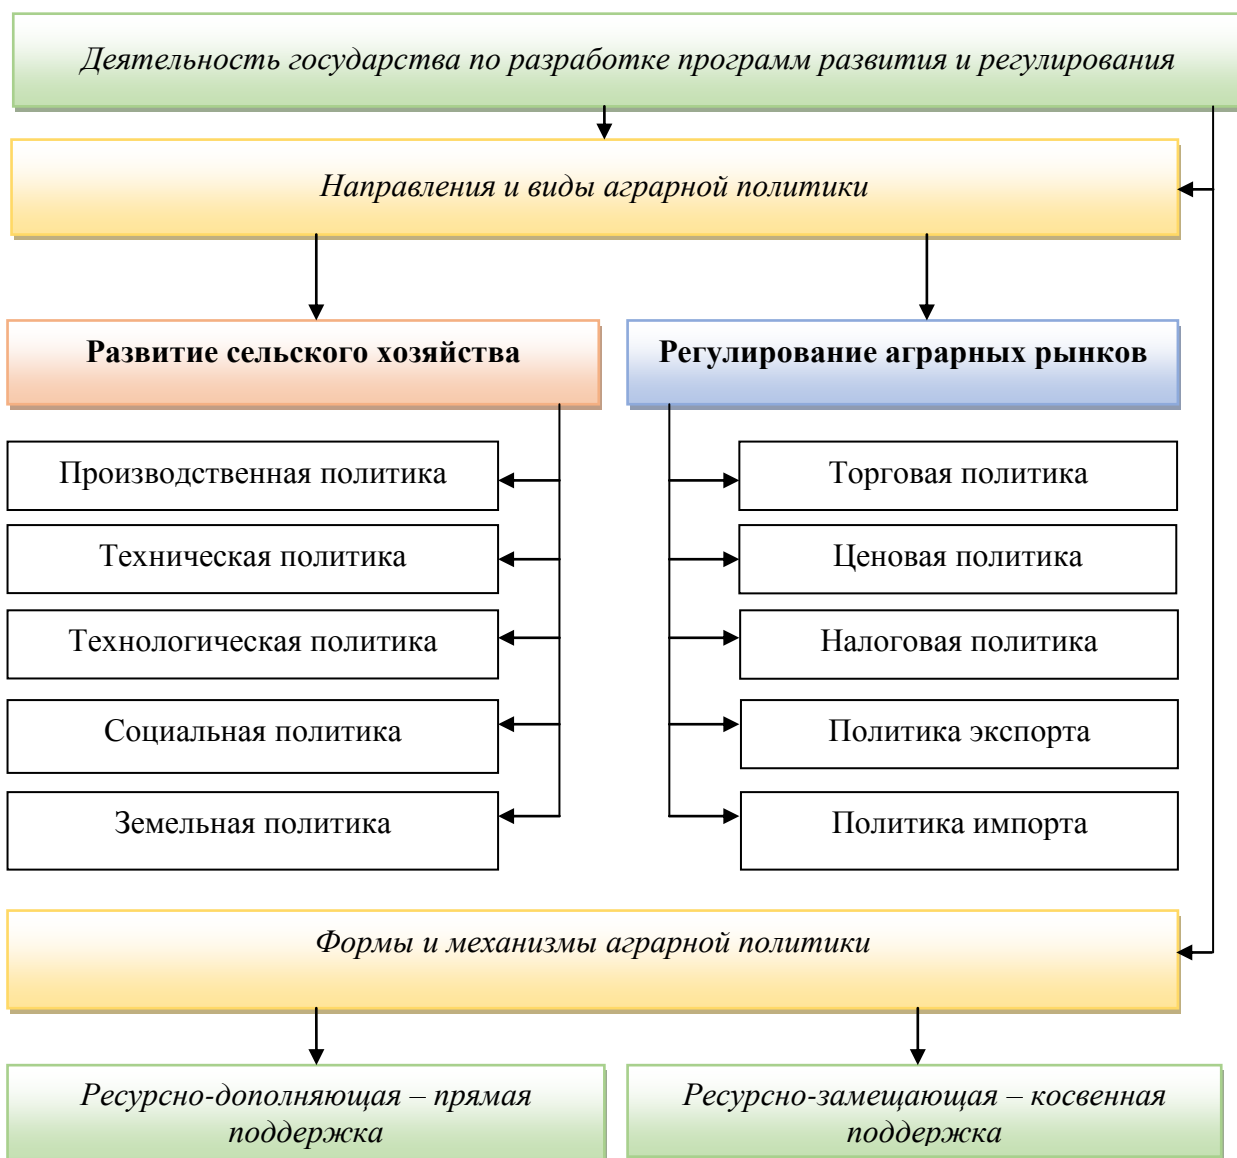 Деятельность государства по разработке программ развития и регулирования
Направления и виды аграрной политики
Развитие сельского хозяйства
Регулирование аграрных рынков
Производственная политика
Торговая политика
Техническая политика
Ценовая политика
Технологическая политика
Налоговая политика
Социальная политика
Политика экспорта
Земельная политика
Политика импорта
Формы и механизмы аграрной политики
Ресурсно-дополняющая – прямая
поддержка
Ресурсно-замещающая – косвенная
поддержка